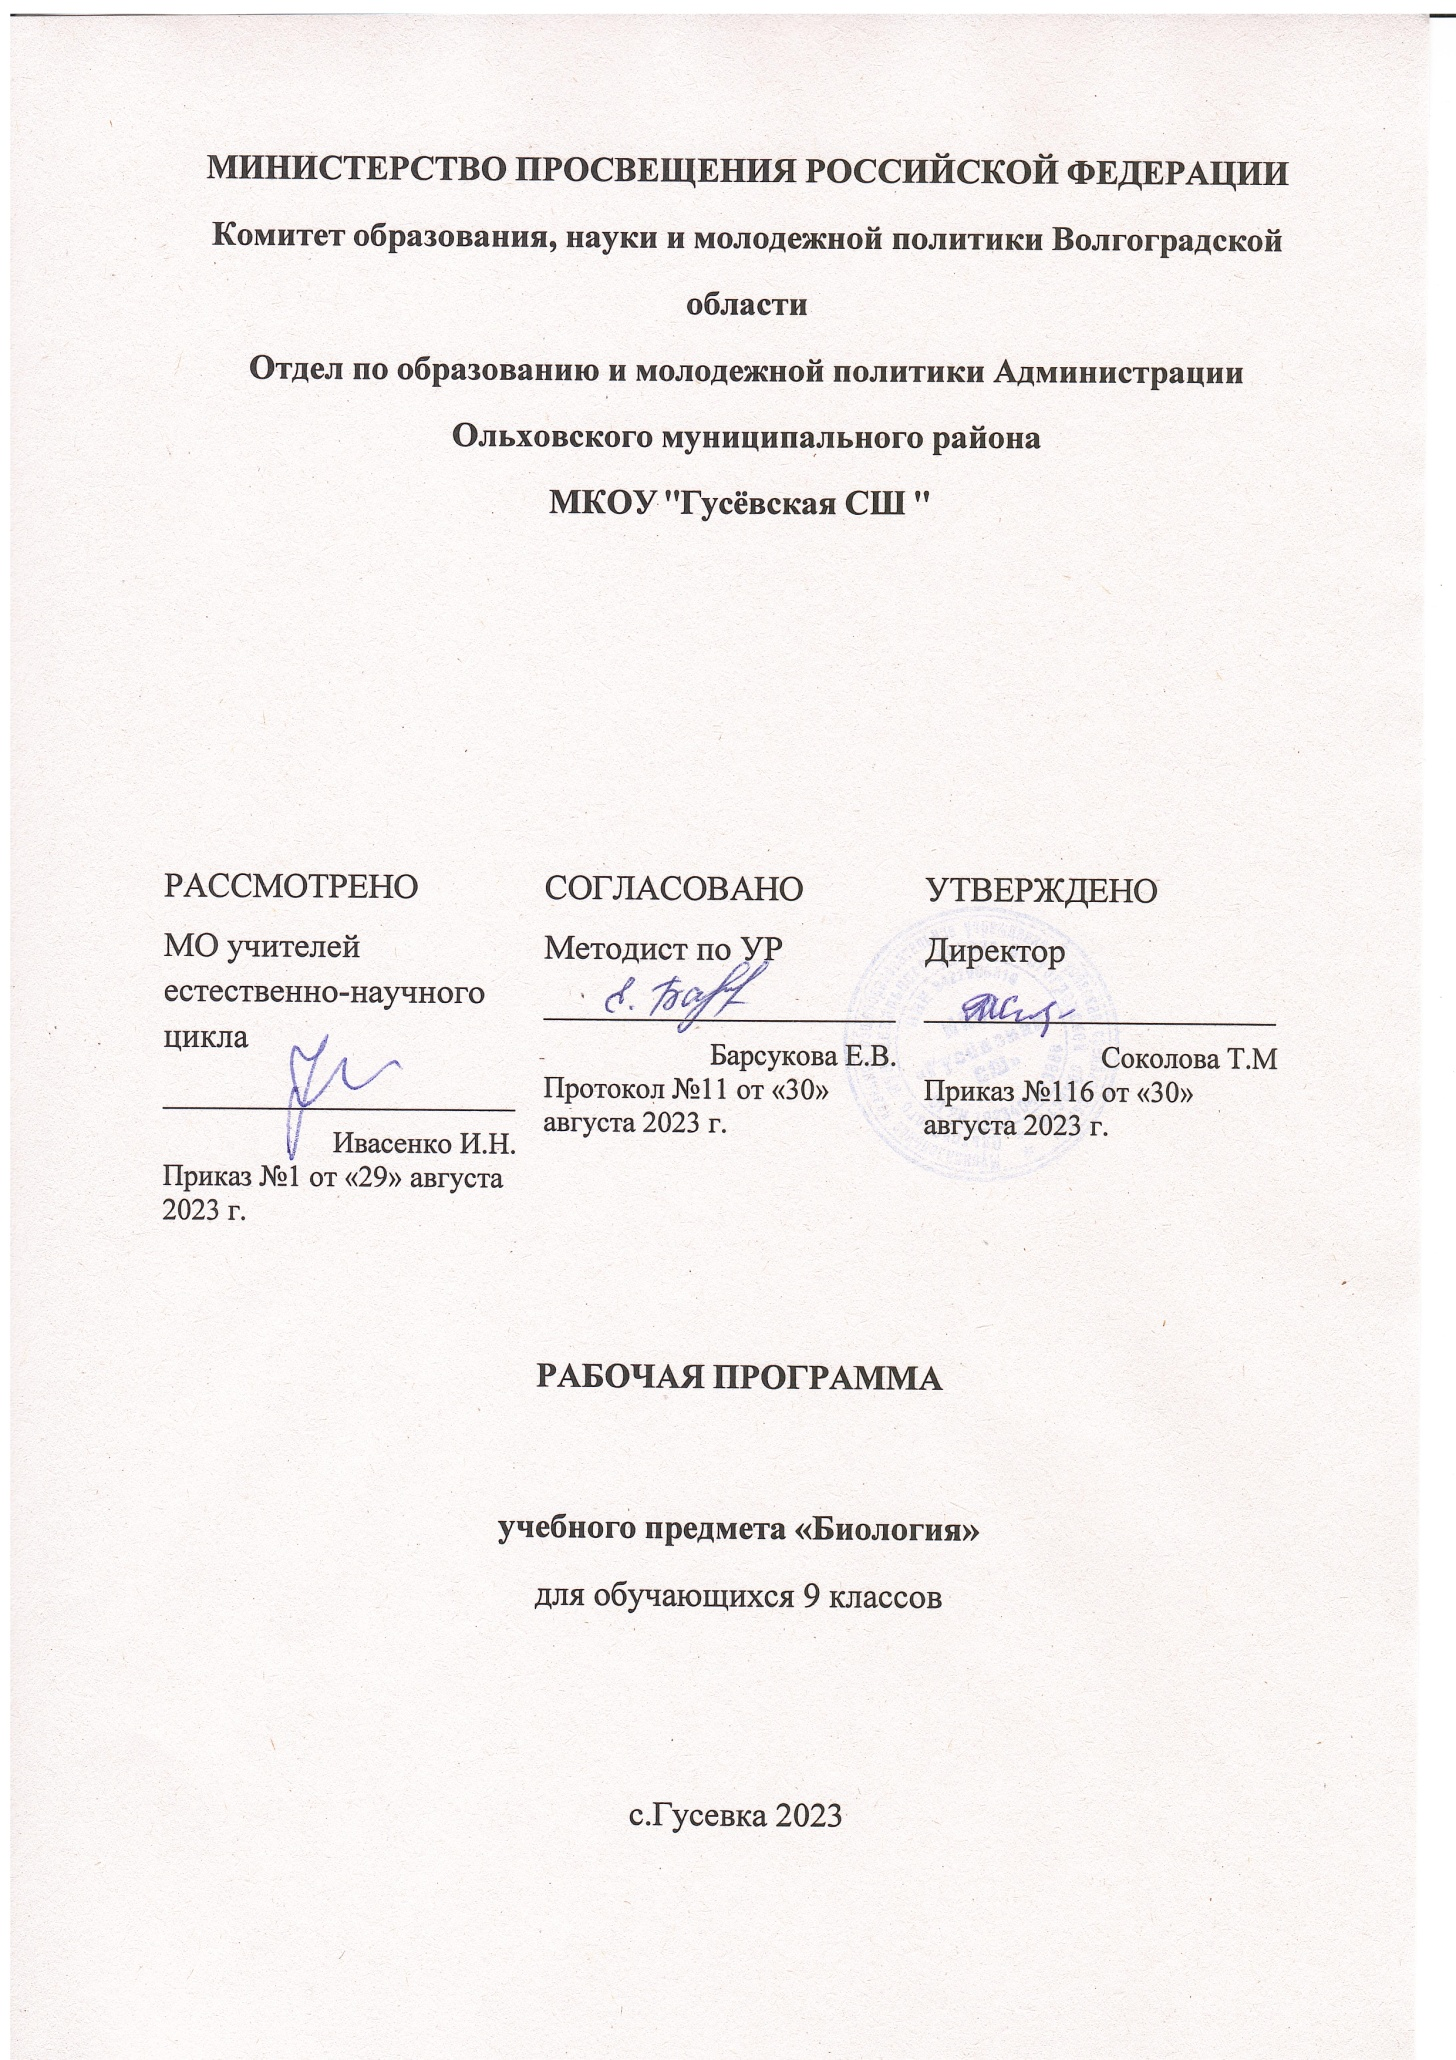 МИНИСТЕРСТВО ПРОСВЕЩЕНИЯ РОССИЙСКОЙ ФЕДЕРАЦИИ
Комитет образования, науки и молодежной политики Волгоградской
области
Отдел по образованию и молодежной политики Администрации
Ольховского муниципального района
МКОУ "Гусёвская СШ "
РАССМОТРЕНО
МО учителей
естественно-научного
цикла
Ивасенко И.Н.
Приказ №1 от «29» августа
2023 г.
СОГЛАСОВАНО
Методист по УР
Барсукова Е.В.
Протокол №11 от «30»
августа 2023 г.
УТВЕРЖДЕНО
Директор
Соколова Т.М
Приказ №116 от «30»
августа 2023 г.
РАБОЧАЯ ПРОГРАММА
учебного предмета «Биология»
для обучающихся 9 классов
с.Гусевка 2023